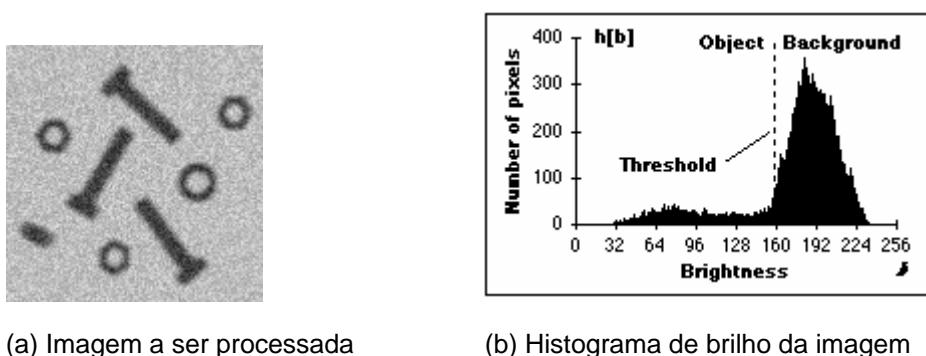 400
h[b]
Object
Background
300
200
Threshold
100
0
0 32 64 96 128 160 192 224 256
Number of pixels
Brightness
(a) Imagem a ser processada
(b) Histograma de brilho da imagem